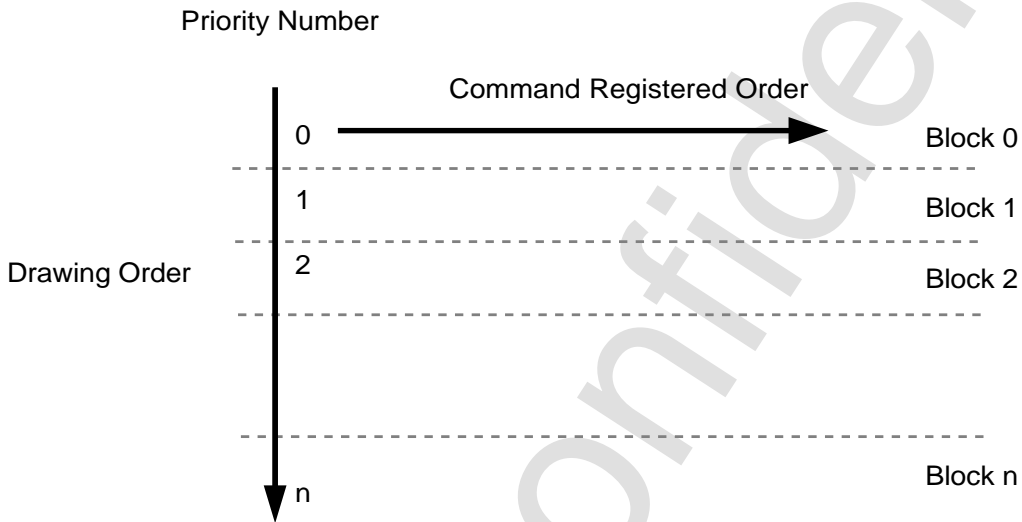 Priority Number
Command Registered Order
0
Block 0
1
Block 1
2
Drawing Order
Block 2
Block n
n